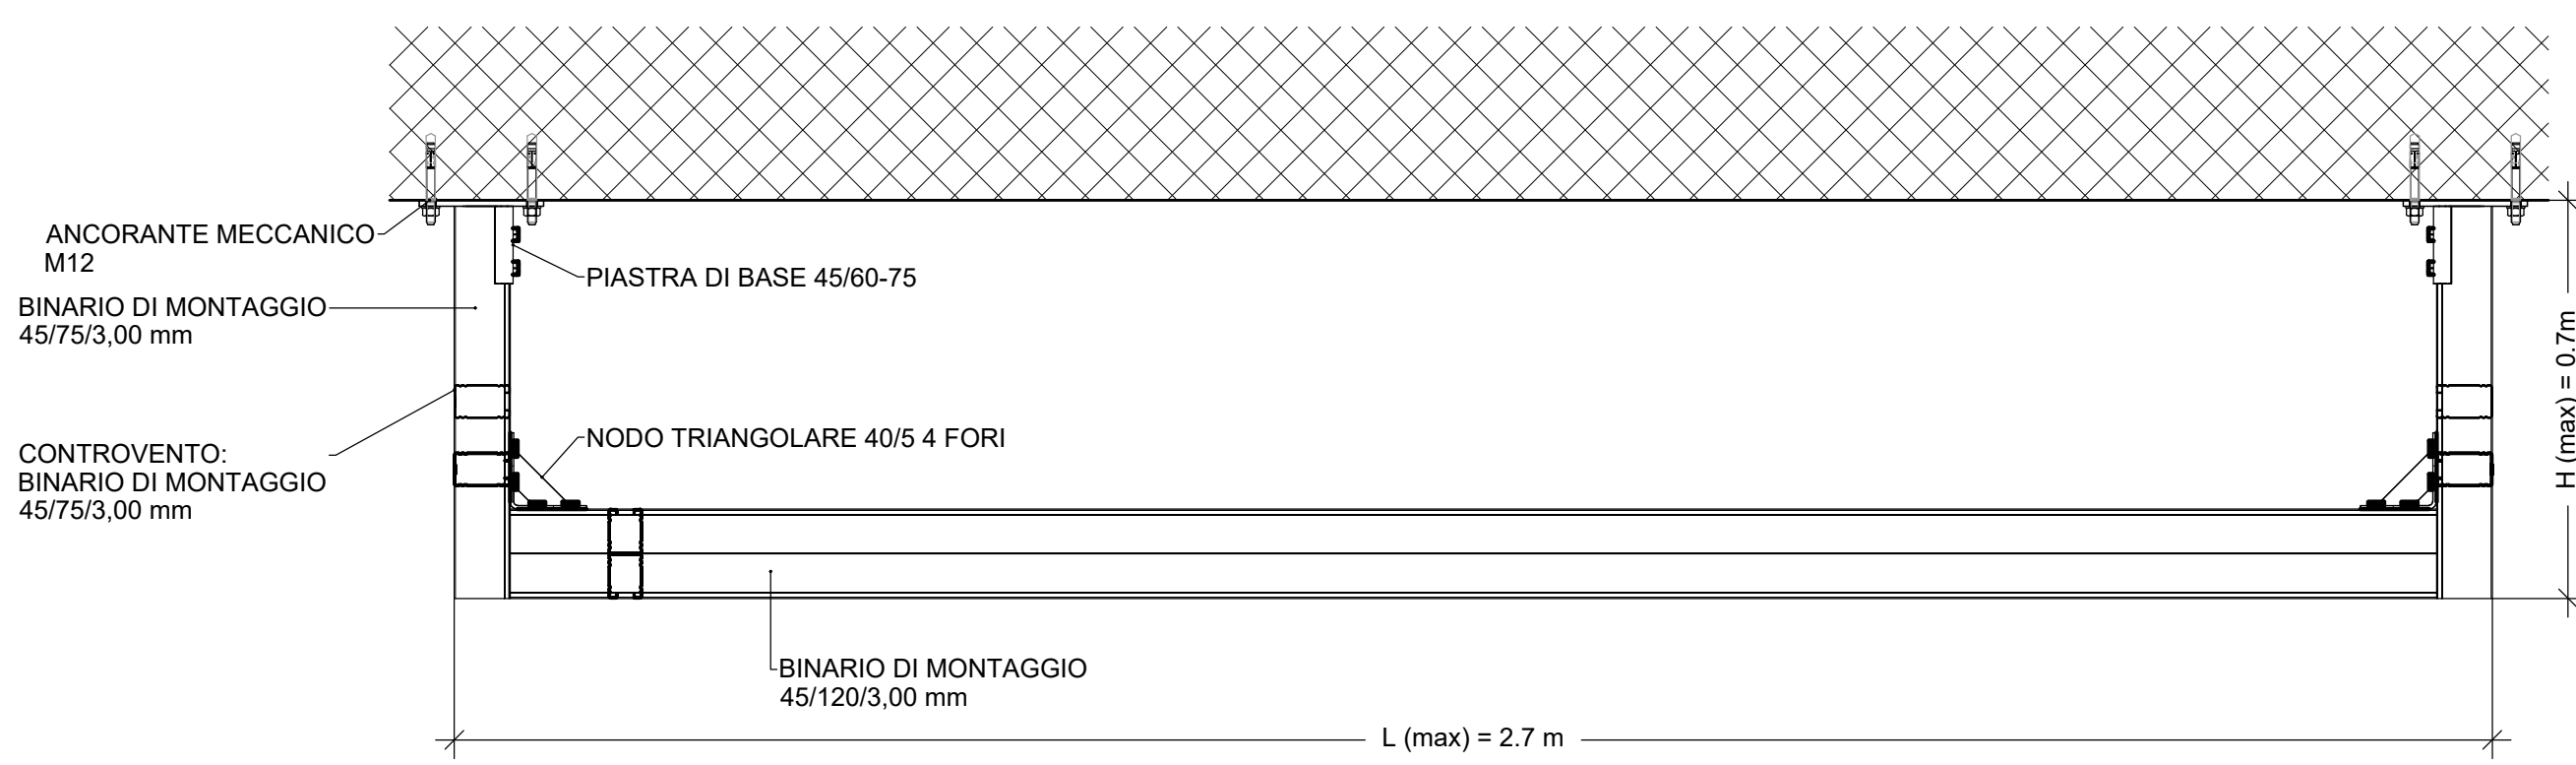 ANCORANTE MECCANICO
M12
PIASTRA DI BASE 45/60-75
BINARIO DI MONTAGGIO
45/75/3,00 mm
NODO TRIANGOLARE 40/5 4 FORI
CONTROVENTO:
BINARIO DI MONTAGGIO
45/75/3,00 mm
BINARIO DI MONTAGGIO
45/120/3,00 mm
L (max) = 2.7 m
H (max) = 0.7m